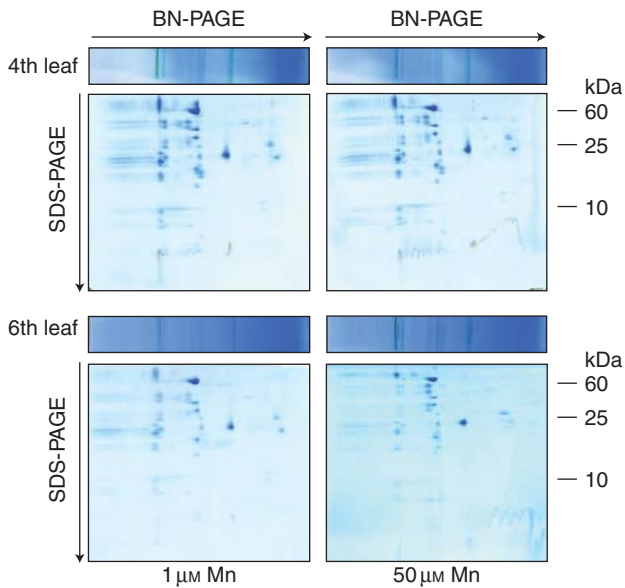 BN-PAGE BN-PAGE
4th leaf
kDa
60
25
10
SDS-PAGE
6th leaf
kDa
60
25
10
SDS-PAGE
1 μM Mn 50 μM Mn